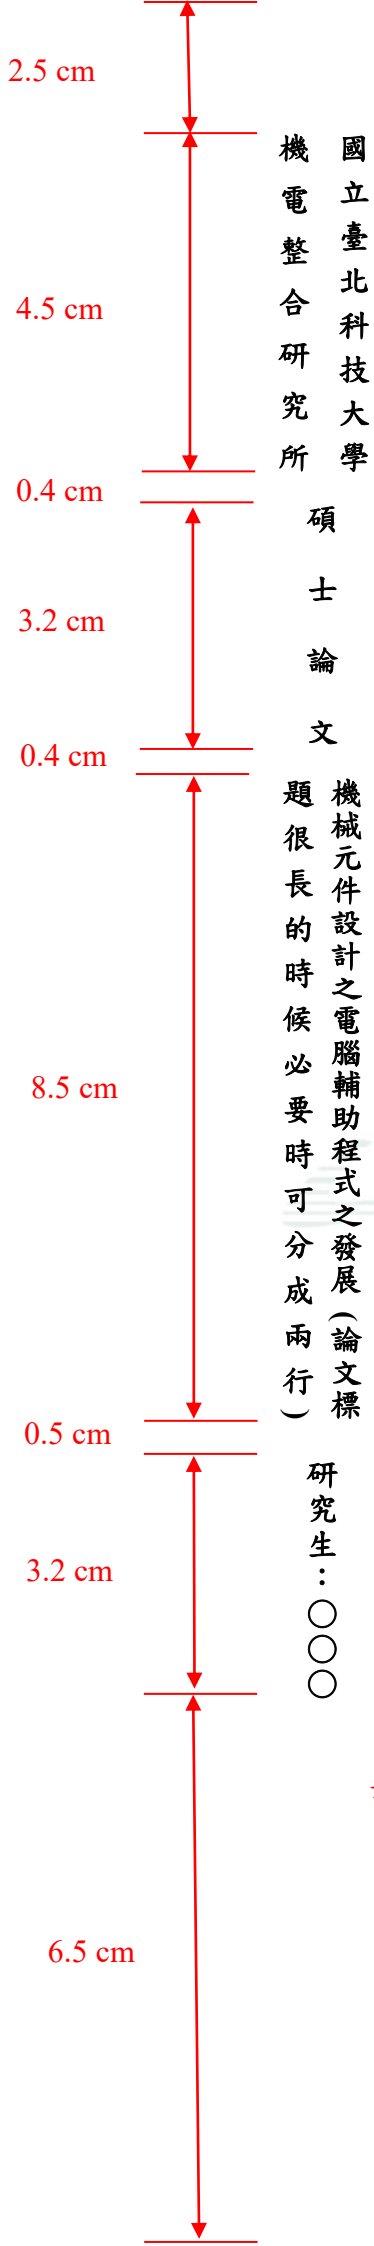 2.5 cm
4.5 cm
0.4 cm
3.2 cm
0.4 cm
8.5 cm
0.5 cm
3.2 cm
6.5 cm
國立臺北科技大學
機電整合研究所
碩士論文
機械元件設計之電腦輔助程式之發展(論文標
題很長的時候必要時可分成兩行)
研究生：○○○